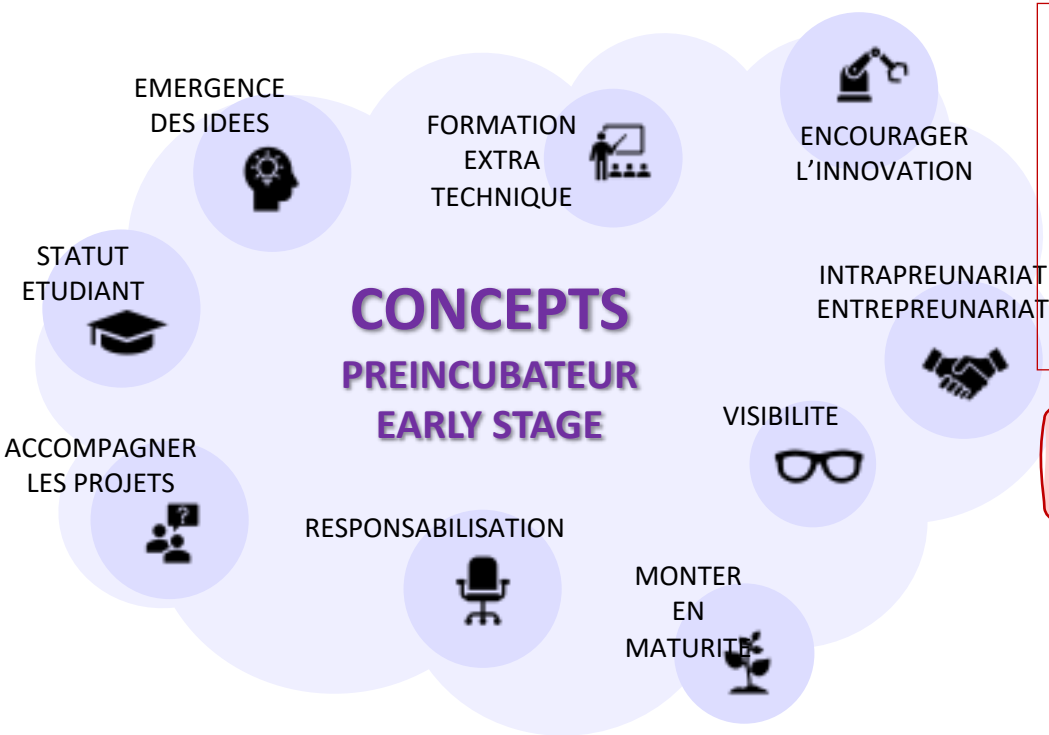 EMERGENCE
DES IDEES
FORMATION
EXTRA
TECHNIQUE
ENCOURAGER
L'INNOVATION
STATUT
ETUDIANT
INTRAPREUNARIAT
ENTREPREUNARIAT
CONCEPTS
PREINCUBATEUR
EARLY STAGE
VISIBILITE
ACCOMPAGNER
LES PROJETS
?
RESPONSABILISATION
MONTER
EN
MATURITE